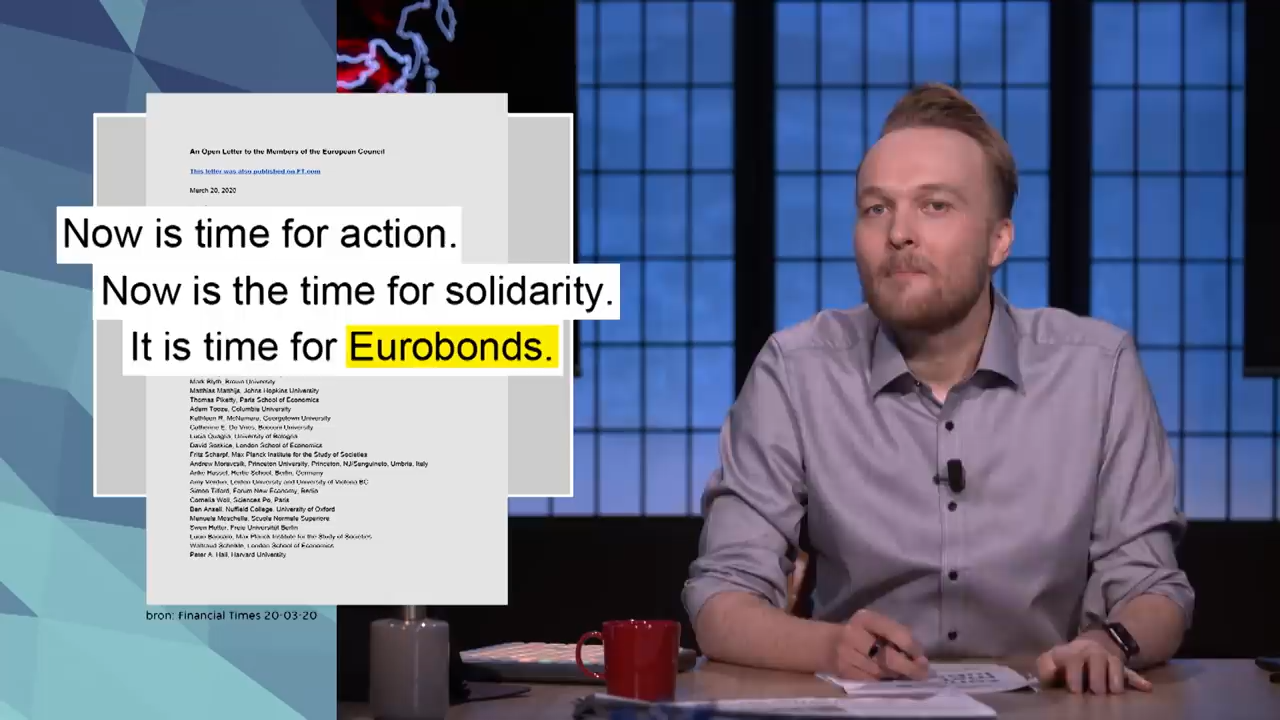 An Open Letter to the Members of the European Council
This letter was also published on FT.com
March 20, 2020
Now is time for action.
Now is the time for solidarity.
It is time for Eurobonds.
Mark Blyth, Brown University
Matthias Matthijs, Johns Hopkins University
Thomas Piketty, Paris School of Economics
Adam Tooze, Columbia University
Kathleen R. McNamara, Georgetown University
Catherine E. De Vries, Bocconi University
Lucia Quaglia, University of Bologna
David Soskice, London School of Economics
Fritz Scharpf, Max Planck Institute for the Study of Societies
Andrew Moravcsik, Princeton University, Princeton, NJ/Sanguineto, Umbria, Italy
Anke Hassel, Hertie School, Berlin, Germany
Amy Verdun, Leiden University and University of Victoria BC
Simon Tilford, Forum New Economy, Berlin
Cornelia Woll, Sciences Po, Paris
Ben Ansell, Nuffield College, University of Oxford
Manuela Moschella, Scuola Normale Superiore
Swen Hutter, Freie Universität Berlin
Lucio Baccaro, Max Planck Institute for the Study of Societies
Waltraud Schelkle, London School of Economics
Peter A. Hall, Harvard University
bron: Financial Times 20-03-20